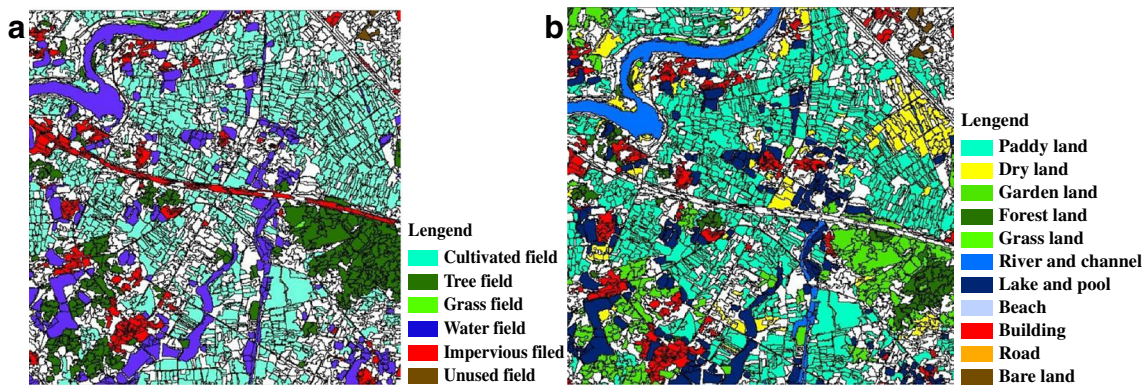 a
Lengend
Cultivated field
Tree field
Grass field
Water field
Impervious filed
Unused field
b
Lengend
Paddy land
Dry land
Garden land
Forest land
Grass land
River and channel
Lake and pool
Beach
Building
Road
Bare land